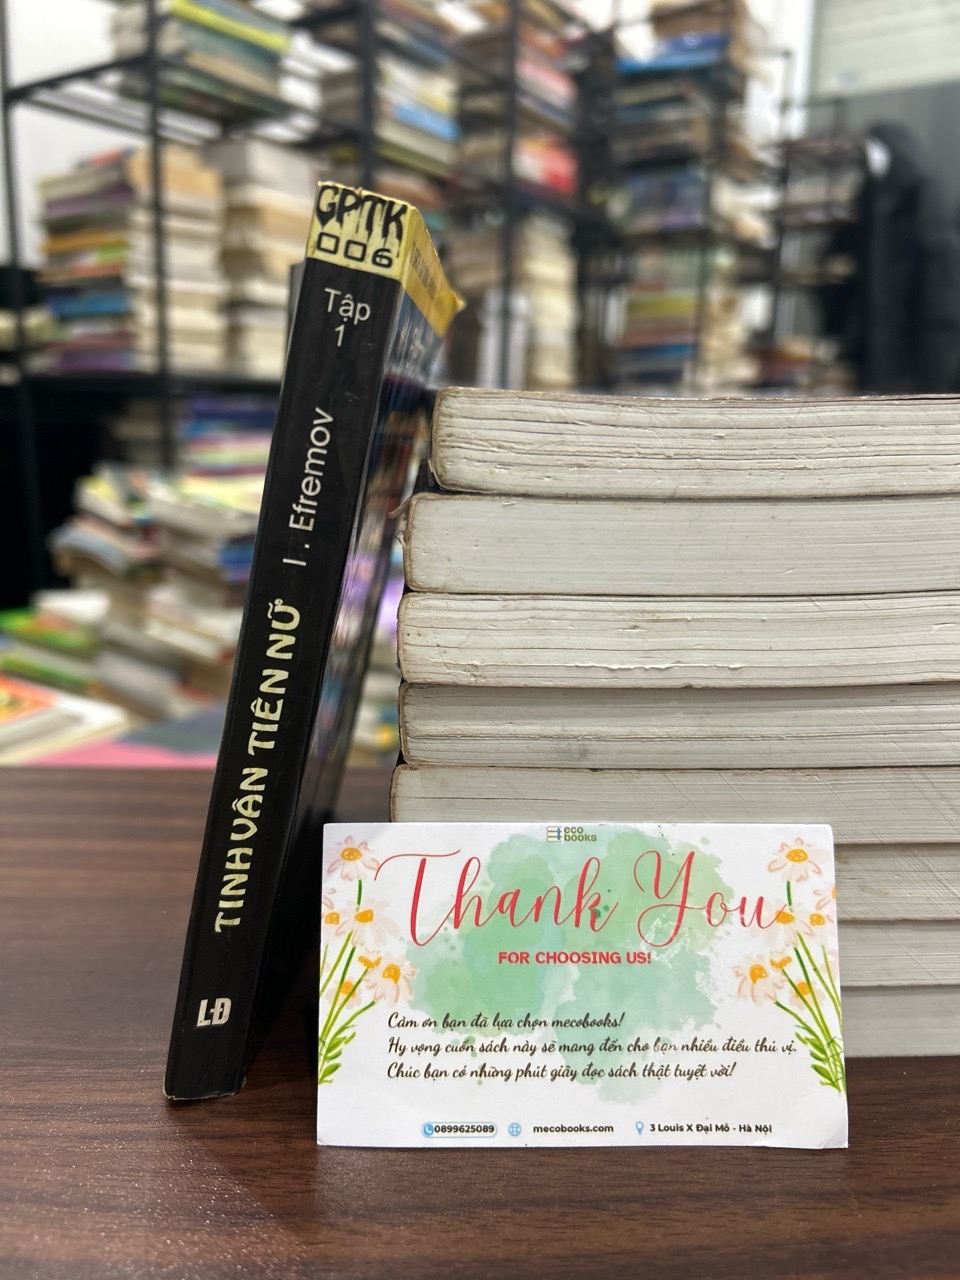 GPTK
006
Tập
1
I . Efremov
TINH VÂN TIÊN NỮ
LĐ
eco
books
Thank You
FOR CHOOSING US!
Cảm ơn bạn đã lựa chọn mecobooks!
Hy vọng cuốn sách này sẽ mang đến cho bạn nhiều điều thú vị.
Chúc bạn có những phút giây đọc sách thật tuyệt vời!
0899625089 mecobooks.com 3 Louis X Đại Mỗ - Hà Nội